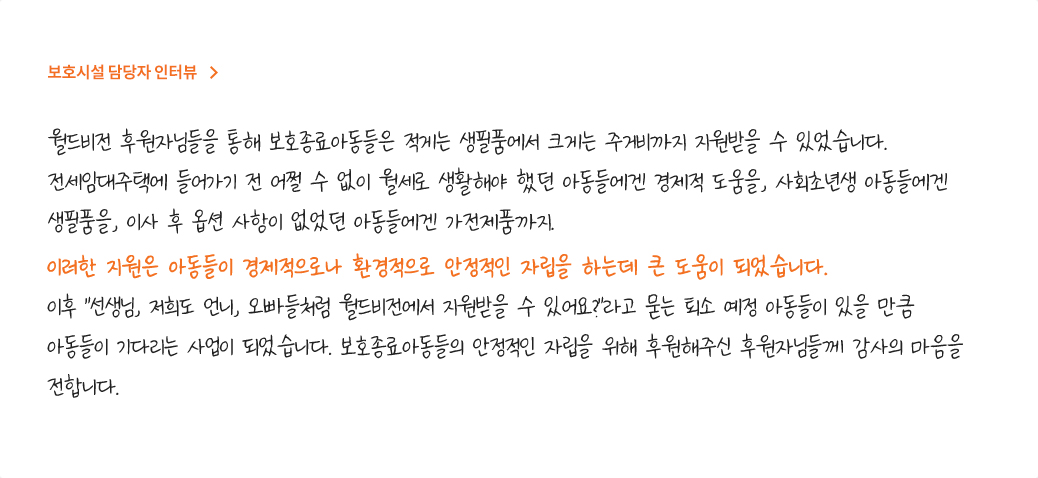 보호시설 담당자 인터뷰 >
월드비전 후원자님들을 통해 보호종료아동들은 적게는 생필품에서 크게는 주거비까지 지원받을 수 있었습니다.
전세임대주택에 들어가기 전 어쩔 수 없이 월세로 생활해야 했던 아동들에겐 경제적 도움을, 사회초년생 아동들에겐
생필품을, 이사 후 옵션 사항이 없었던 아동들에겐 가전제품까지.
이러한 지원은 아동들이 경제적으로나 환경적으로 안정적인 자립을 하는데 큰 도움이 되었습니다.
이후 "선생님, 저희도 언니, 오빠들처럼 월드비전에서 지원받을 수 있어요?"라고 묻는 퇴소 예정 아동들이 있을 만큼
아동들이 기다리는 사업이 되었습니다. 보호종료아동들의 안정적인 자립을 위해 후원해주신 후원자님들께 감사의 마음을
전합니다.